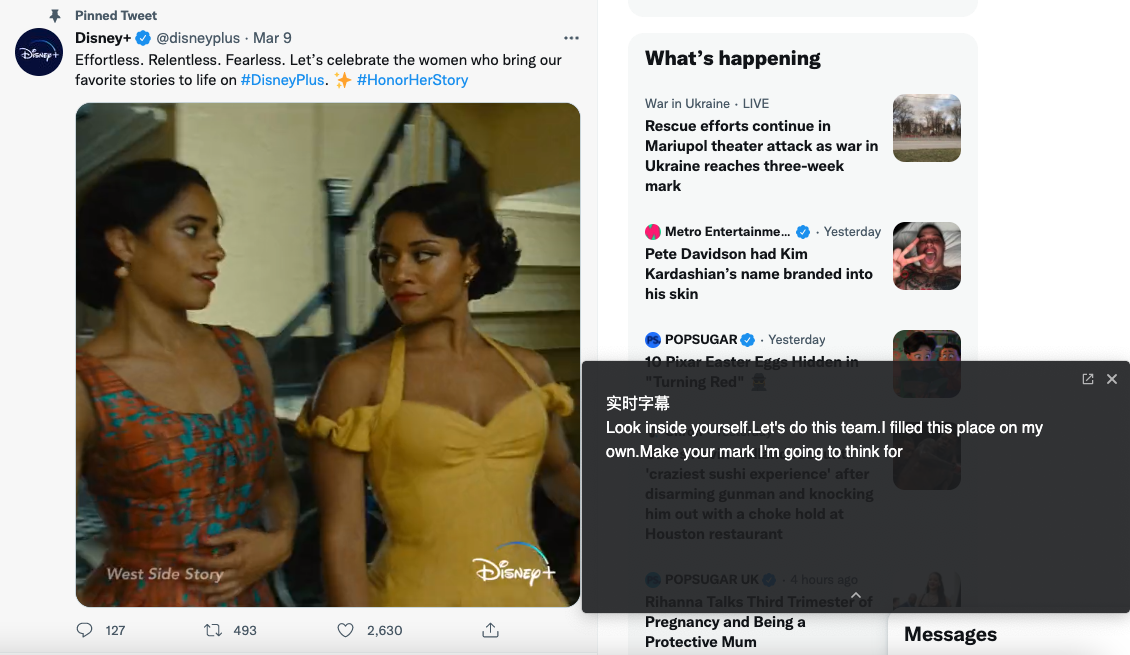 Pinned Tweet
Disney+ @disneyplus · Mar 9
Effortless. Relentless. Fearless. Let’s celebrate the women who bring our
favorite stories to life on #DisneyPlus. ✨ #HonorHerStory
West Side Story
Disney+
127 493 2,630
What’s happening
War in Ukraine · LIVE
Rescue efforts continue in
Mariupol theater attack as war in
Ukraine reaches three-week
mark
Metro Entertainme... · Yesterday
Pete Davidson had Kim
Kardashian’s name branded into
his skin
PS POPSUGAR · Yesterday
10 Pixar Easter Eggs Hidden in
"Turning Red"
实时字幕
Look inside yourself.Let's do this team.I filled this place on my
own.Make your mark I'm going to think for
'craziest sushi experience' after
disarming gunman and knocking
him out with a choke hold at
Houston restaurant
PS POPSUGAR UK · 4 hours ago
Rihanna Talks Third Trimester of
Pregnancy and Being a
Protective Mum
Messages